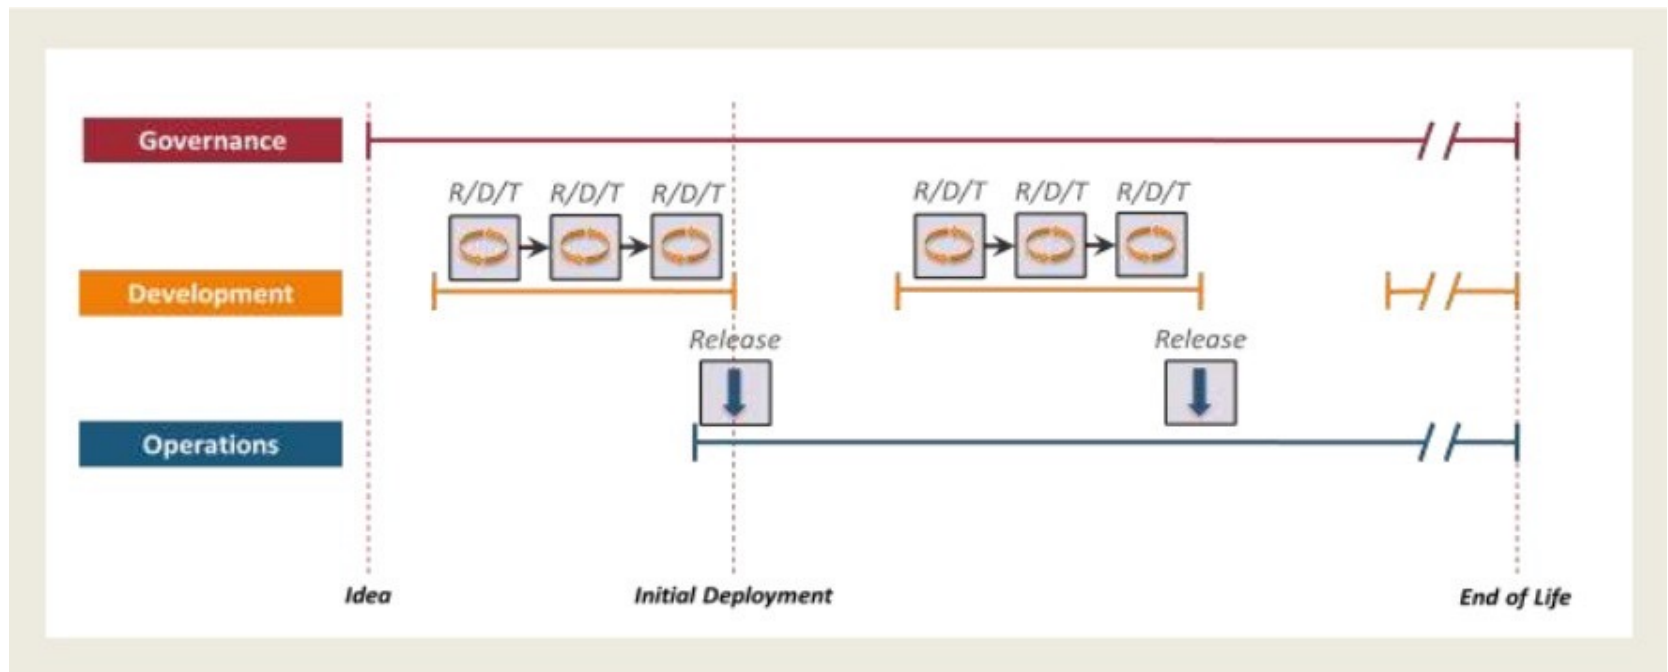 Governance
R/D/T R/D/T R/D/T R/D/T R/D/T R/D/T
Development
Release Release
Operations
Idea Initial Deployment End of Life